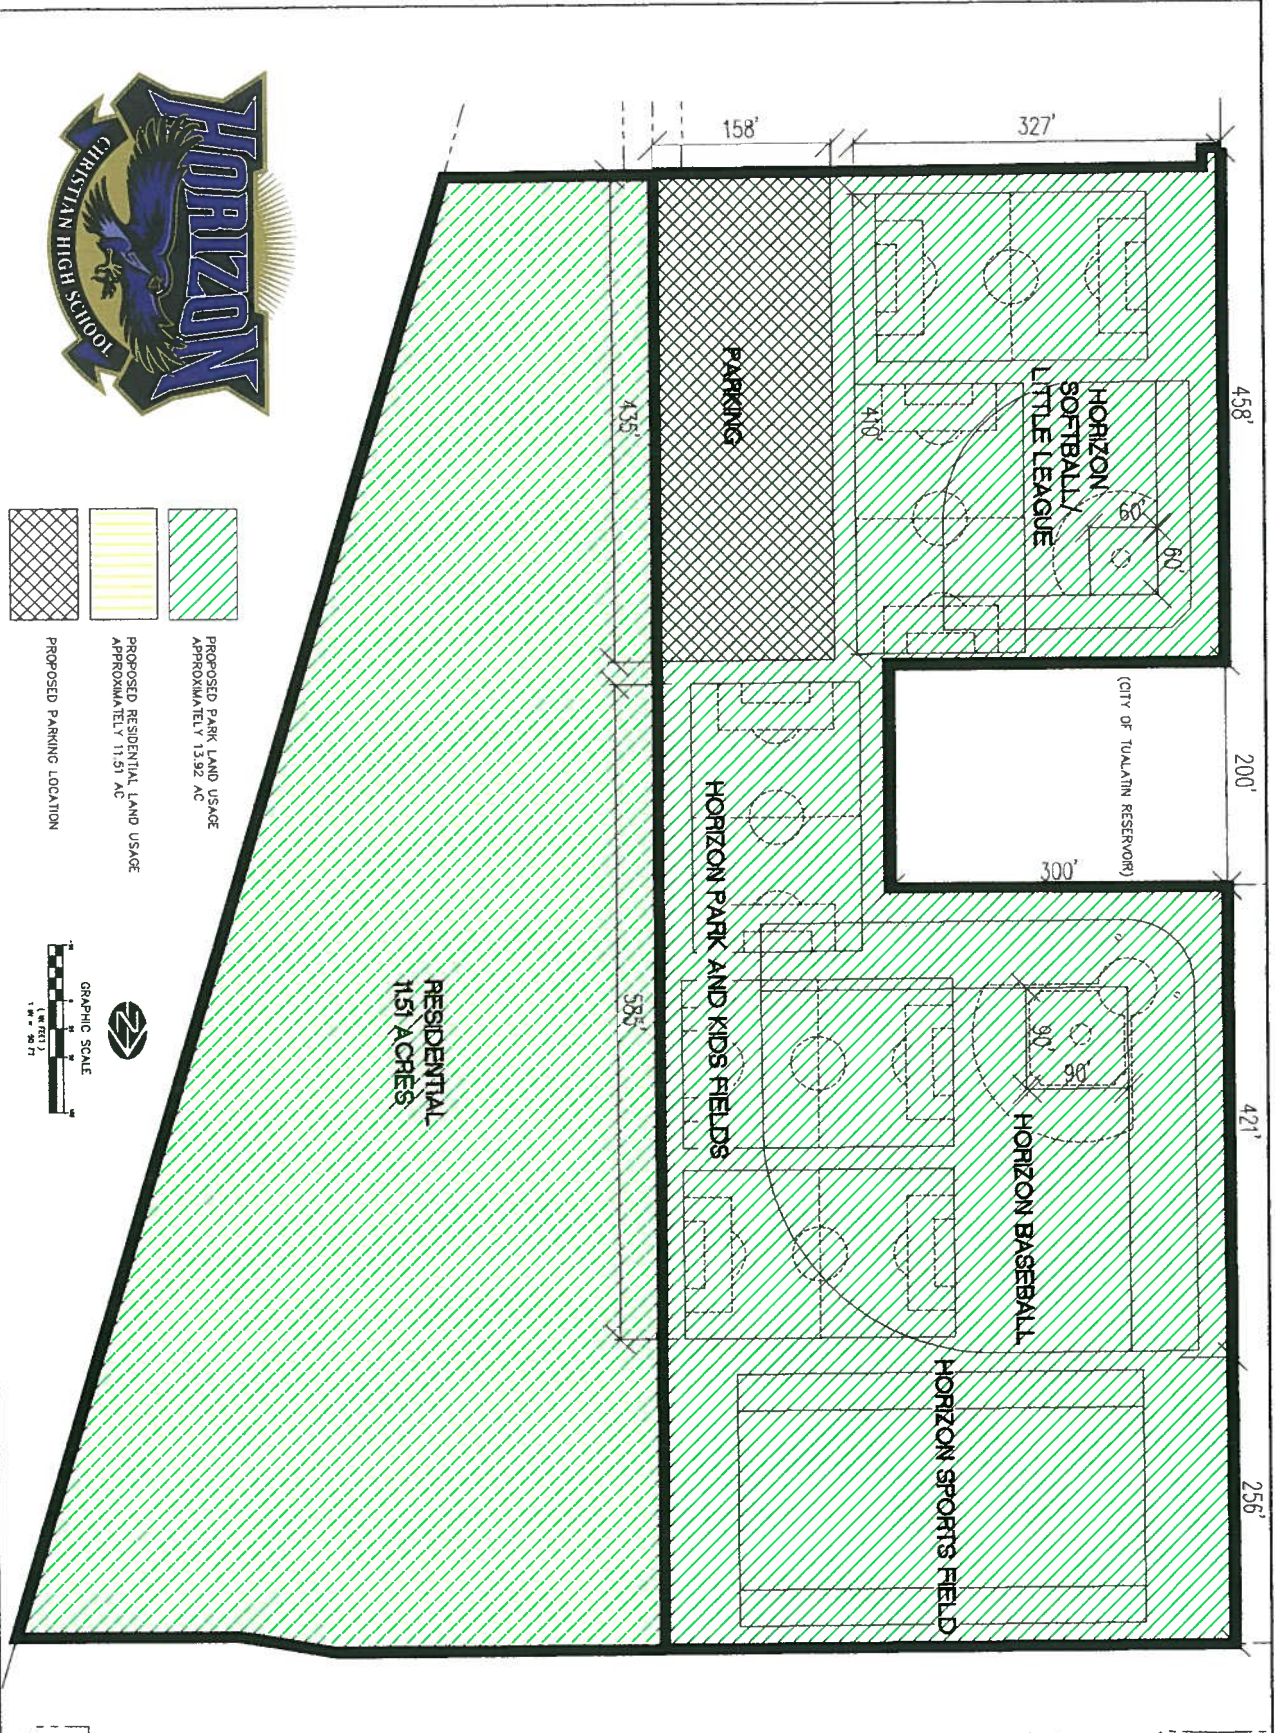 458'
200'
421'
256'
327'
158'
(CITY OF TUALATIN RESERVOIR)
300'
HORIZON
SOFTBALL/
LITTLE LEAGUE
60'
60'
410'
PARKING
HORIZON BASEBALL
90'
90'
HORIZON SPORTS FIELD
HORIZON PARK AND KIDS FIELDS
435'
585'
RESIDENTIAL
11.51 ACRES
HORIZON
CHRISTIAN HIGH SCHOOL
PROPOSED PARK LAND USAGE
APPROXIMATELY 13.92 AC
PROPOSED RESIDENTIAL LAND USAGE
APPROXIMATELY 11.51 AC
PROPOSED PARKING LOCATION
GRAPHIC SCALE
( IN FEET )